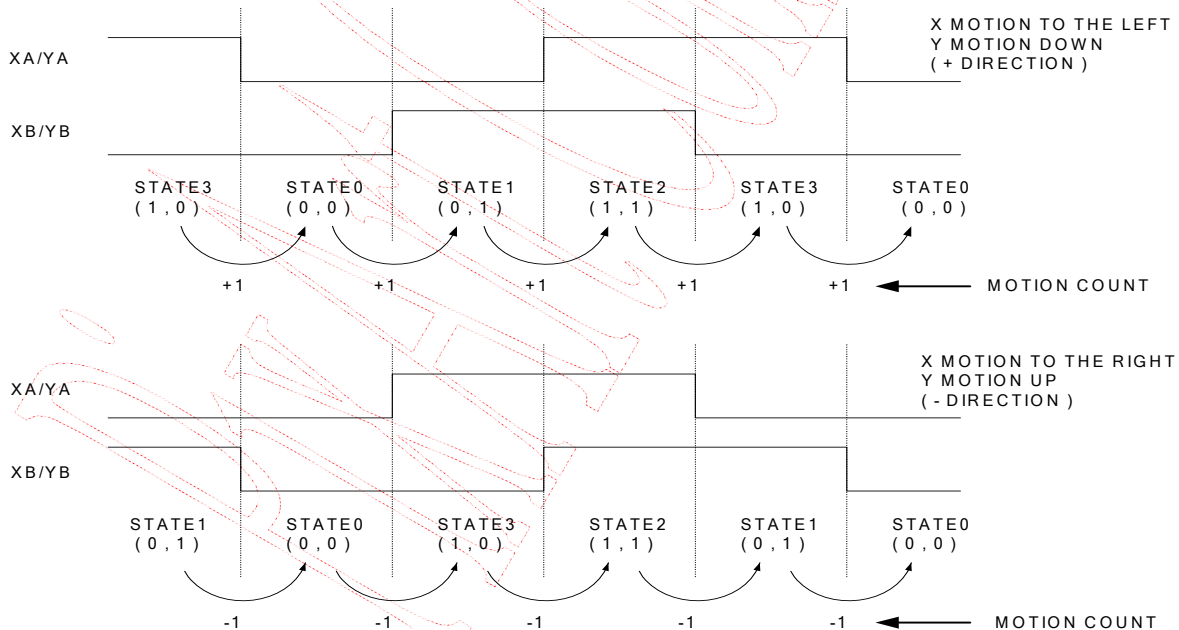 X MOTION TO THE LEFT
Y MOTION DOWN
(+ DIRECTION)
XA/YA
XB/YB
STATE3 STATE0 STATE1 STATE2 STATE3 STATE0
(1,0) (0,0) (0,1) (1,1) (1,0) (0,0)
+1 +1 +1 +1 +1 MOTION COUNT
X MOTION TO THE RIGHT
Y MOTION UP
(- DIRECTION)
XA/YA
XB/YB
STATE1 STATE0 STATE3 STATE2 STATE1 STATE0
(0,1) (0,0) (1,0) (1,1) (0,1) (0,0)
-1 -1 -1 -1 -1 MOTION COUNT